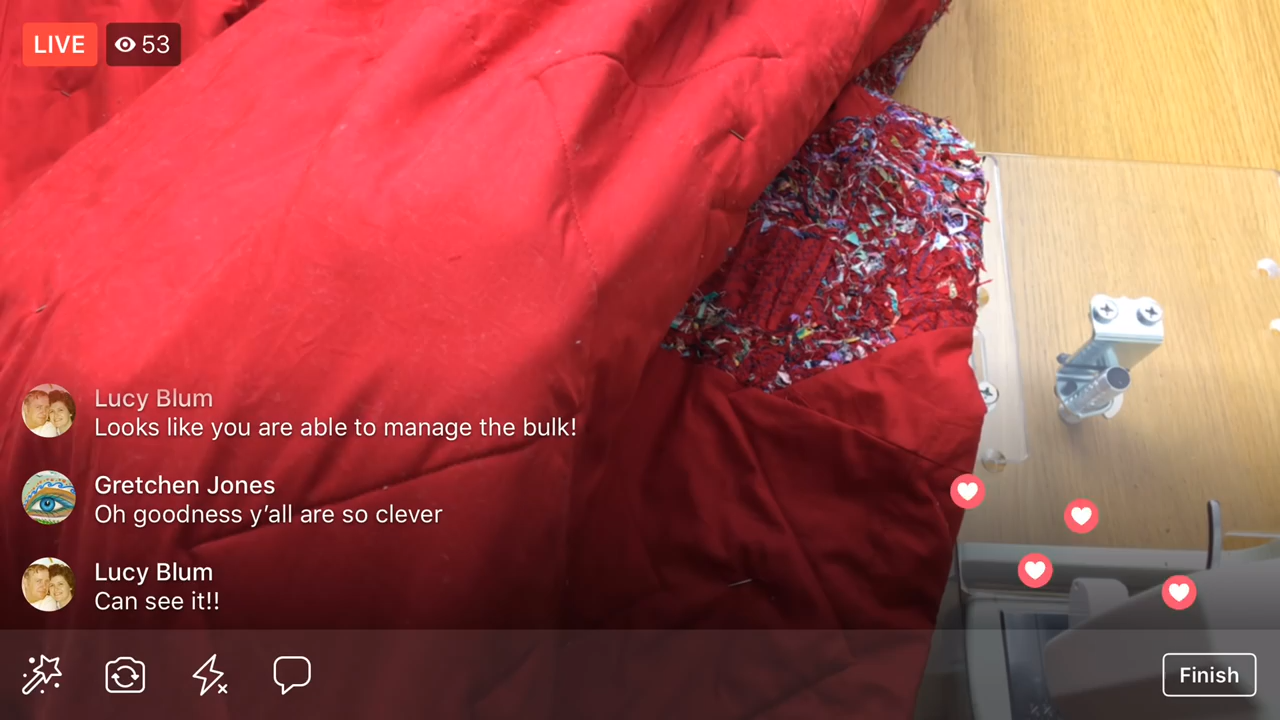 LIVE 53
Lucy Blum
Looks like you are able to manage the bulk!
Gretchen Jones
Oh goodness y’all are so clever
Lucy Blum
Can see it!!
Finish